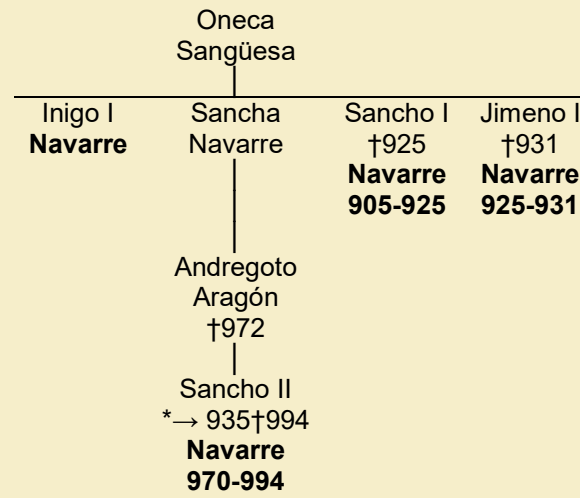 Oneca
Sangüesa
Inigo I Sancha Sancho I Jimeno I
Navarre Navarre †925 †931
Navarre Navarre
905-925 925-931
Andregoto
Aragón
†972
Sancho II
*→ 935†994
Navarre
970-994